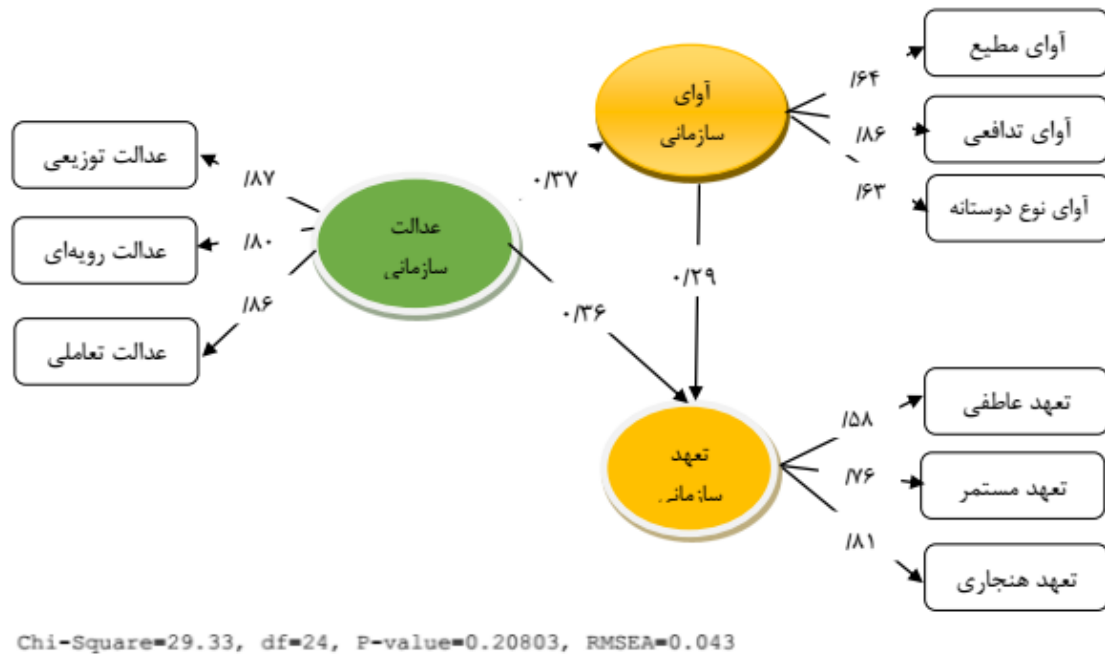 آوای مطیع
/۶۴
آوای
سازمانی
/۸۶
آوای تدافعی
عدالت توزیعی
/۸۷
۰/۳۷
/۶۳
آوای نوع دوستانه
عدالت
سازمانی
عدالت رویه‌ای
/۸۰
۰/۲۹
/۸۶
۰/۳۶
عدالت تعاملی
تعهد عاطفی
/۵۸
تعهد
سازمانی
/۷۶
تعهد مستمر
/۸۱
تعهد هنجاری
Chi-Square=29.33, df=24, P-value=0.20803, RMSEA=0.043